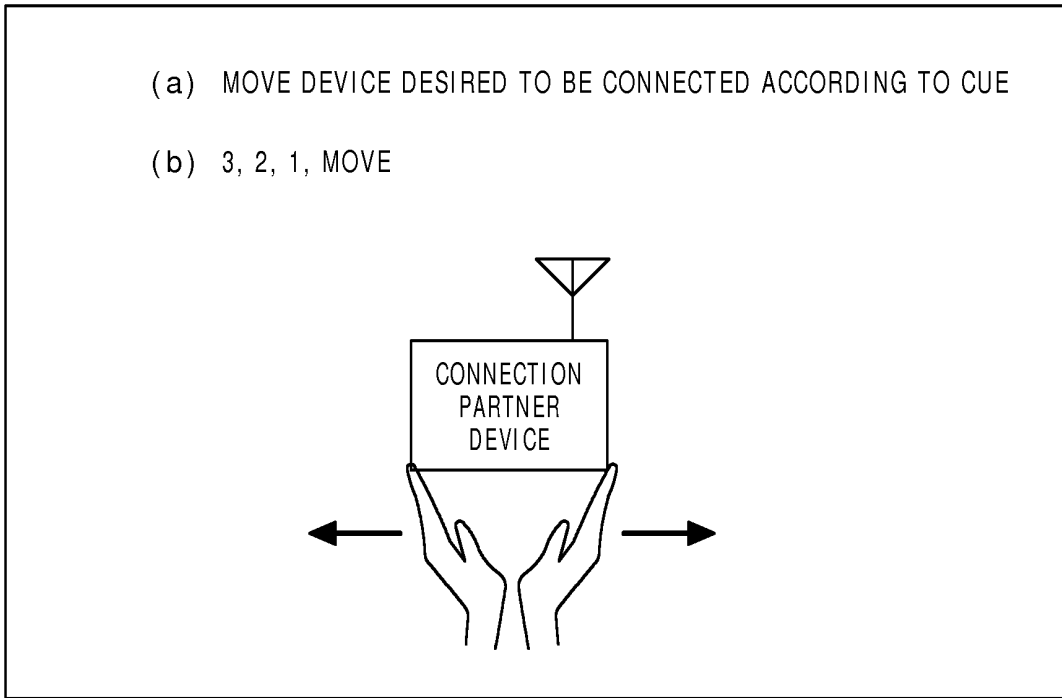 (a) MOVE DEVICE DESIRED TO BE CONNECTED ACCORDING TO CUE
(b) 3, 2, 1, MOVE
CONNECTION
PARTNER
DEVICE